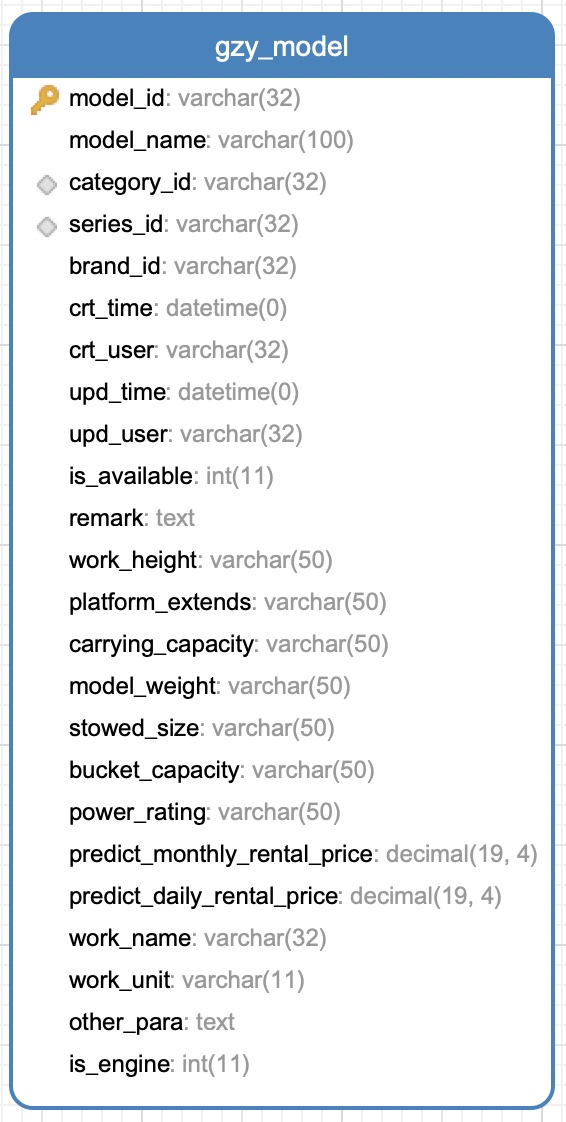 gzy_model
model_id: varchar(32)
model_name: varchar(100)
category_id: varchar(32)
series_id: varchar(32)
brand_id: varchar(32)
crt_time: datetime(0)
crt_user: varchar(32)
upd_time: datetime(0)
upd_user: varchar(32)
is_available: int(11)
remark: text
work_height: varchar(50)
platform_extends: varchar(50)
carrying_capacity: varchar(50)
model_weight: varchar(50)
stowed_size: varchar(50)
bucket_capacity: varchar(50)
power_rating: varchar(50)
predict_monthly_rental_price: decimal(19, 4)
predict_daily_rental_price: decimal(19, 4)
work_name: varchar(32)
work_unit: varchar(11)
other_para: text
is_engine: int(11)